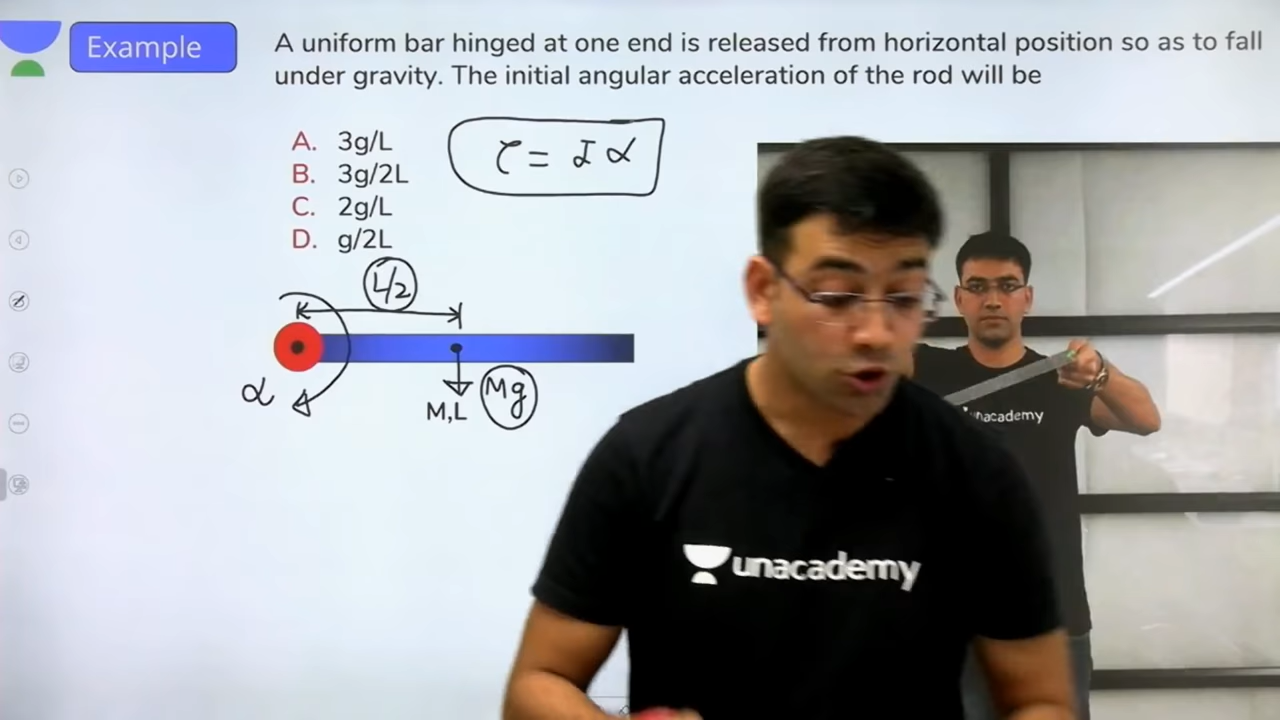 Example
A uniform bar hinged at one end is released from horizontal position so as to fall
under gravity. The initial angular acceleration of the rod will be
A. 3g/L
B. 3g/2L
C. 2g/L
D. g/2L
τ = I α
L/2
α
M,L
Mg
unacademy
unacademy